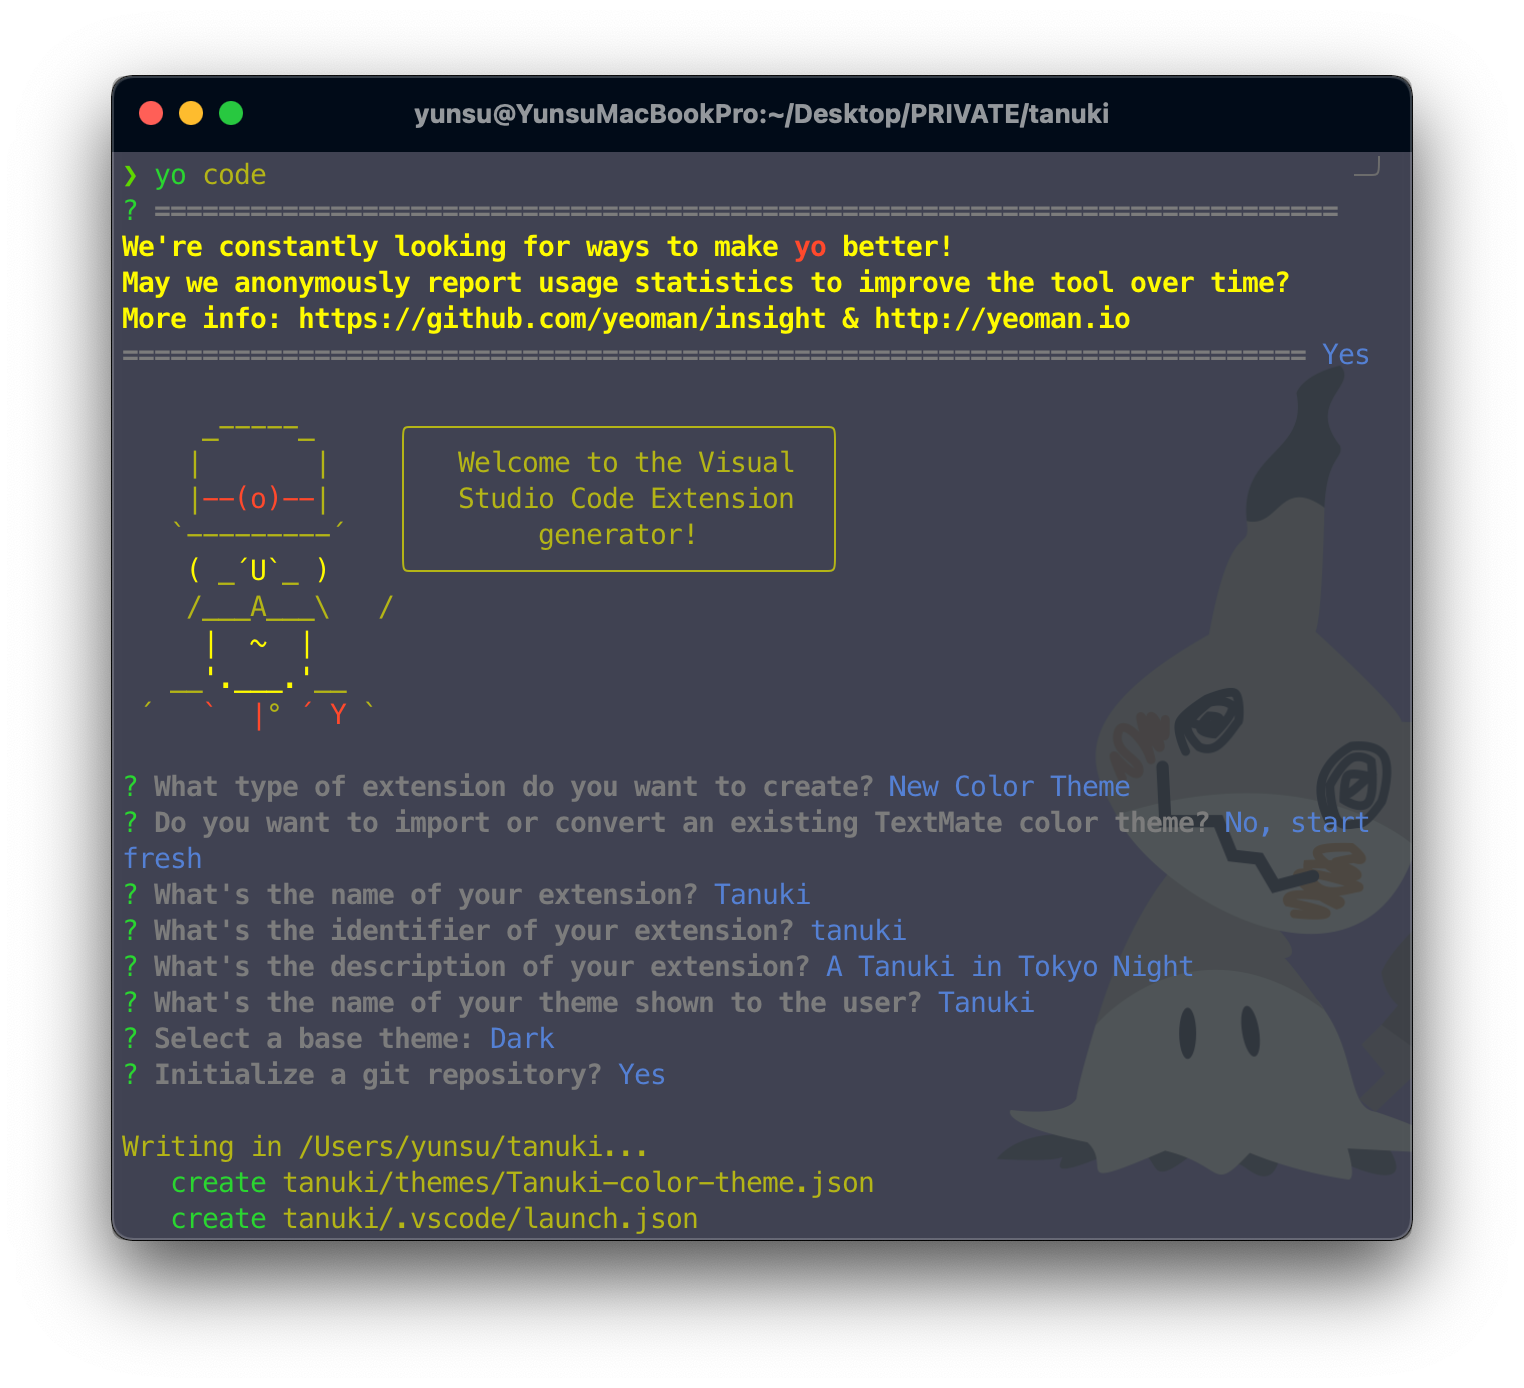 yunsu@YunsuMacBookPro:~/Desktop/PRIVATE/tanuki
❯ yo code
? ==========================================================================
We're constantly looking for ways to make yo better!
May we anonymously report usage statistics to improve the tool over time?
More info: https://github.com/yeoman/insight & http://yeoman.io
========================================================================== Yes
     _-----_
    |       |
    |--(o)--|
   `---------´
    ( _´U`_ )
    /___A___\   /
     |  ~  |
   __'.___.'__
 ´   `  |° ´ Y `
Welcome to the Visual
Studio Code Extension
generator!
? What type of extension do you want to create? New Color Theme
? Do you want to import or convert an existing TextMate color theme? No, start
fresh
? What's the name of your extension? Tanuki
? What's the identifier of your extension? tanuki
? What's the description of your extension? A Tanuki in Tokyo Night
? What's the name of your theme shown to the user? Tanuki
? Select a base theme: Dark
? Initialize a git repository? Yes
Writing in /Users/yunsu/tanuki...
   create tanuki/themes/Tanuki-color-theme.json
   create tanuki/.vscode/launch.json